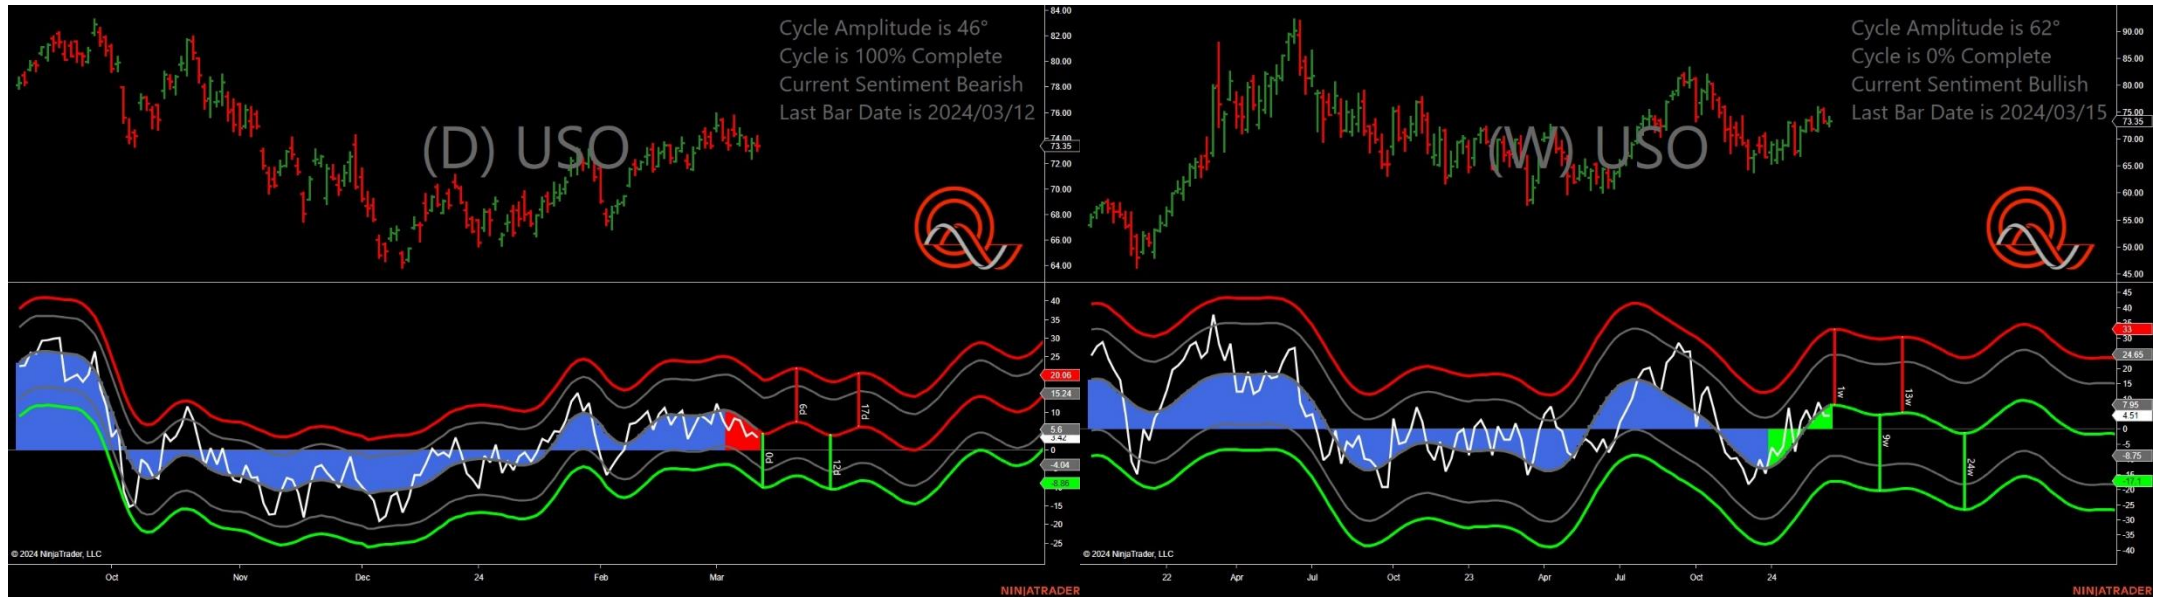 Cycle Amplitude is 46°
Cycle is 100% Complete
Current Sentiment Bearish
Last Bar Date is 2024/03/12
(D) USO
84.00
82.00
80.00
78.00
76.00
74.00
73.35
72.00
70.00
68.00
66.00
64.00
40
35
30
25
20.06
15.24
10
5.6
3.42
0
-4.04
-8.86
-15
-20
-25
6d
17d
0d
12d
© 2024 NinjaTrader, LLC
Oct
Nov
Dec
24
Feb
Mar
NINJATRADER
Cycle Amplitude is 62°
Cycle is 0% Complete
Current Sentiment Bullish
Last Bar Date is 2024/03/15
(W) USO
90.00
85.00
80.00
75.00
73.35
70.00
65.00
60.00
55.00
50.00
45.00
45
40
35
33
30
24.65
20
15
7.95
4.51
0
-5
-8.75
-15
-17.1
-20
-25
-30
-35
-40
1w
13w
9w
24w
© 2024 NinjaTrader, LLC
22
Apr
Jul
Oct
23
Apr
Jul
Oct
24
NINJATRADER